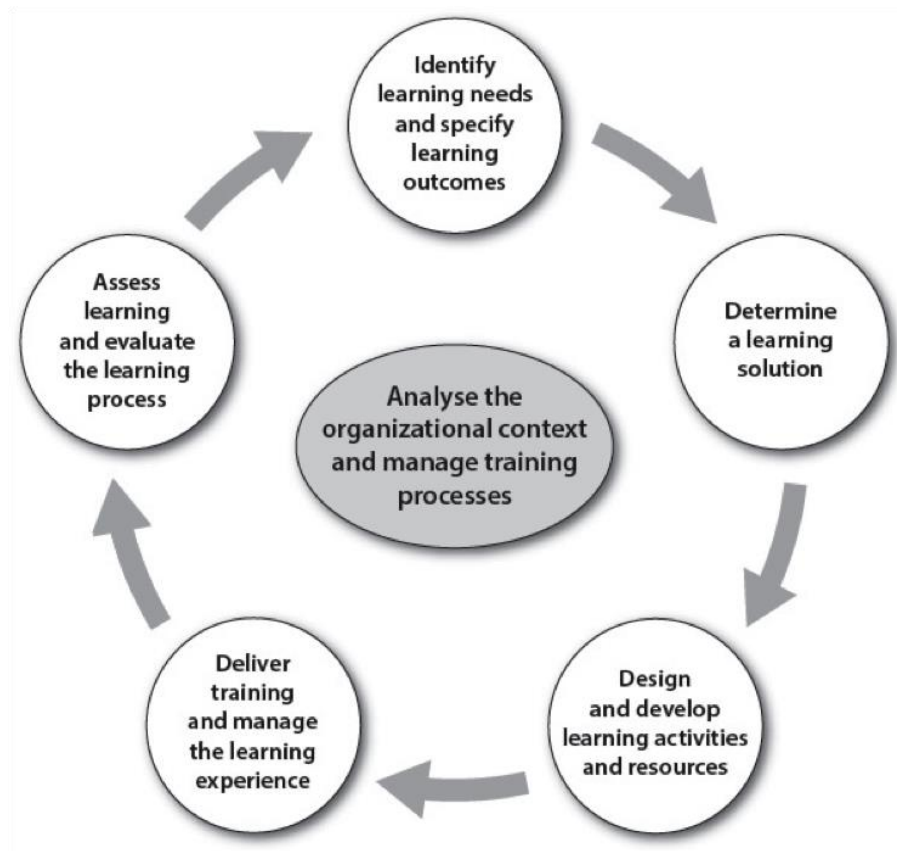 Identify
learning needs
and specify
learning
outcomes
Determine
a learning
solution
Design
and develop
learning activities
and resources
Deliver
training
and manage
the learning
experience
Assess
learning
and evaluate
the learning
process
Analyse the
organizational context
and manage training
processes